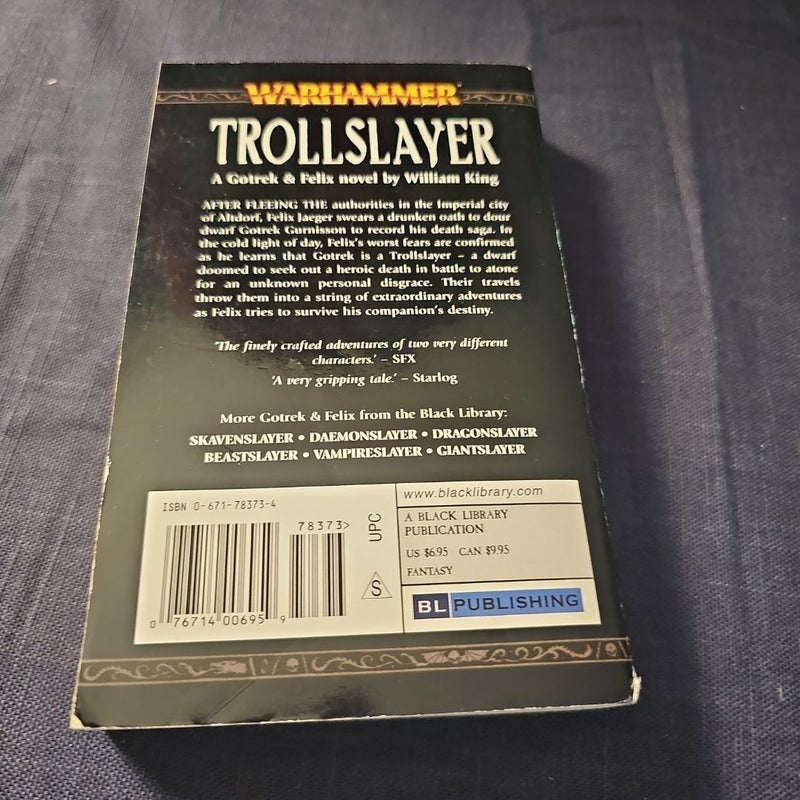 WARHAMMER
TROLLSLAYER
A Gotrek & Felix novel by William King
AFTER FLEEING THE authorities in the Imperial city
of Altdorf, Felix Jaeger swears a drunken oath to dour
dwarf Gotrek Gurnisson to record his death saga. In
the cold light of day, Felix's worst fears are confirmed
as he learns that Gotrek is a Trollslayer – a dwarf
doomed to seek out a heroic death in battle to atone
for an unknown personal disgrace. Their travels
throw them into a string of extraordinary adventures
as Felix tries to survive his companion's destiny.
'The finely crafted adventures of two very different
characters.' – SFX
'A very gripping tale.' – Starlog
More Gotrek & Felix from the Black Library:
SKAVENSLAYER • DAEMONSLAYER • DRAGONSLAYER
BEASTSLAYER • VAMPIRESLAYER • GIANTSLAYER
ISBN 0-671-78373-4
78373>
UPC
S
0 76714 00695 9
www.blacklibrary.com
A BLACK LIBRARY
PUBLICATION
US $6.95 CAN $9.95
FANTASY
BL PUBLISHING